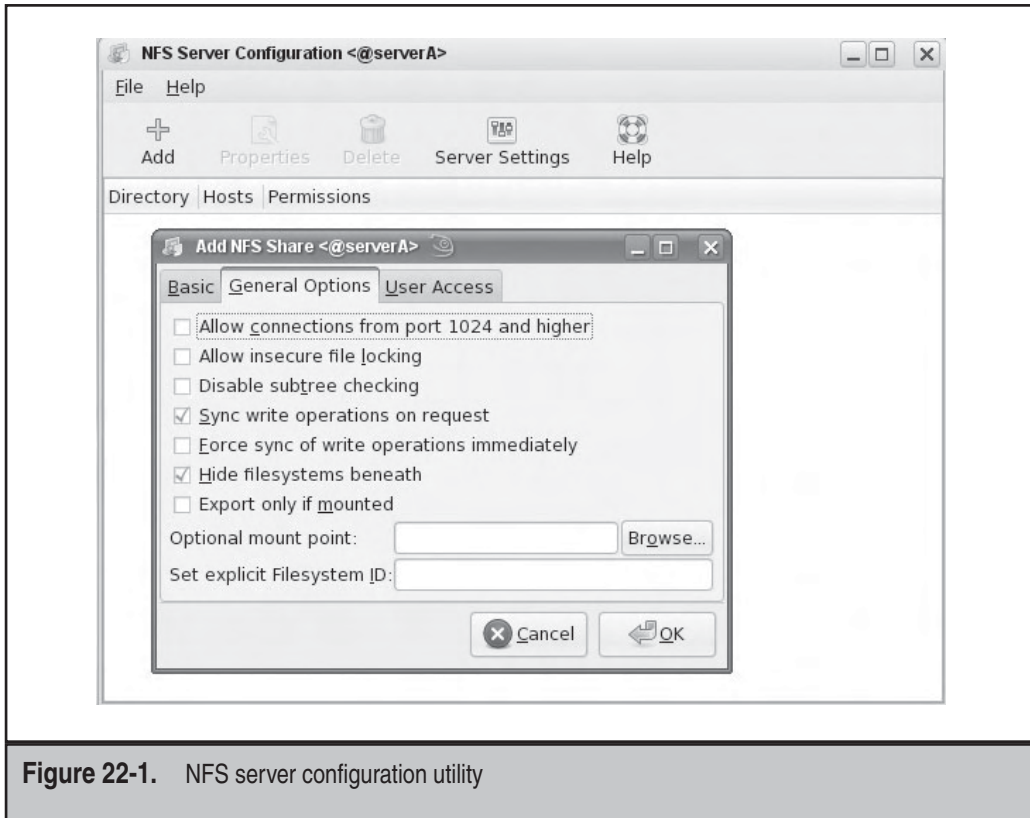 NFS Server Configuration <@serverA>
File Help
Add Properties Delete Server Settings Help
Directory Hosts Permissions
Add NFS Share <@serverA>
Basic General Options User Access
Allow connections from port 1024 and higher
Allow insecure file locking
Disable subtree checking
Sync write operations on request
Force sync of write operations immediately
Hide filesystems beneath
Export only if mounted
Optional mount point: Browse...
Set explicit Filesystem ID:
Cancel OK
Figure 22-1. NFS server configuration utility